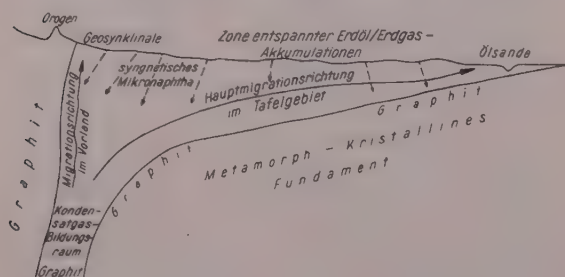 Orogen
Geosynklinale
Zone entspannter Erdöl/Erdgas-
Akkumulationen
Ölsande
syngnetisches
Mikronaphtha
Hauptmigrationsrichtung
im Tafelgebiet
Migrationsrichtung
im Vorland
Graphit
Graphit
Graphit
Metamorph - Kristallines
Fundament
Konden-
satgas-
Bildungs-
raum
Graphit